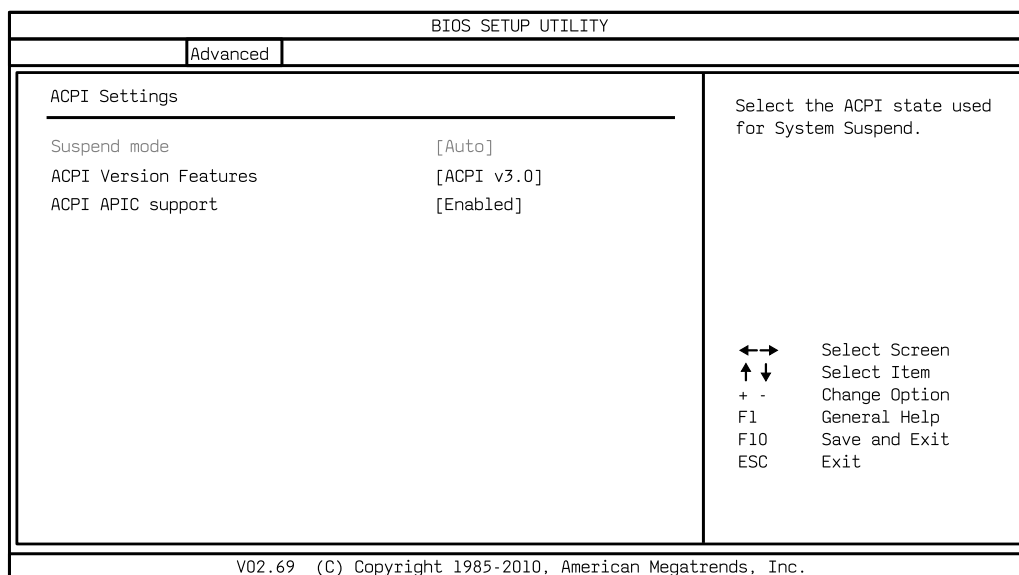 BIOS SETUP UTILITY
Advanced
ACPI Settings
Suspend mode [Auto]
ACPI Version Features [ACPI v3.0]
ACPI APIC support [Enabled]
Select the ACPI state used
for System Suspend.
←→ Select Screen
↑↓ Select Item
+ - Change Option
F1 General Help
F10 Save and Exit
ESC Exit
V02.69 (C) Copyright 1985-2010, American Megatrends, Inc.